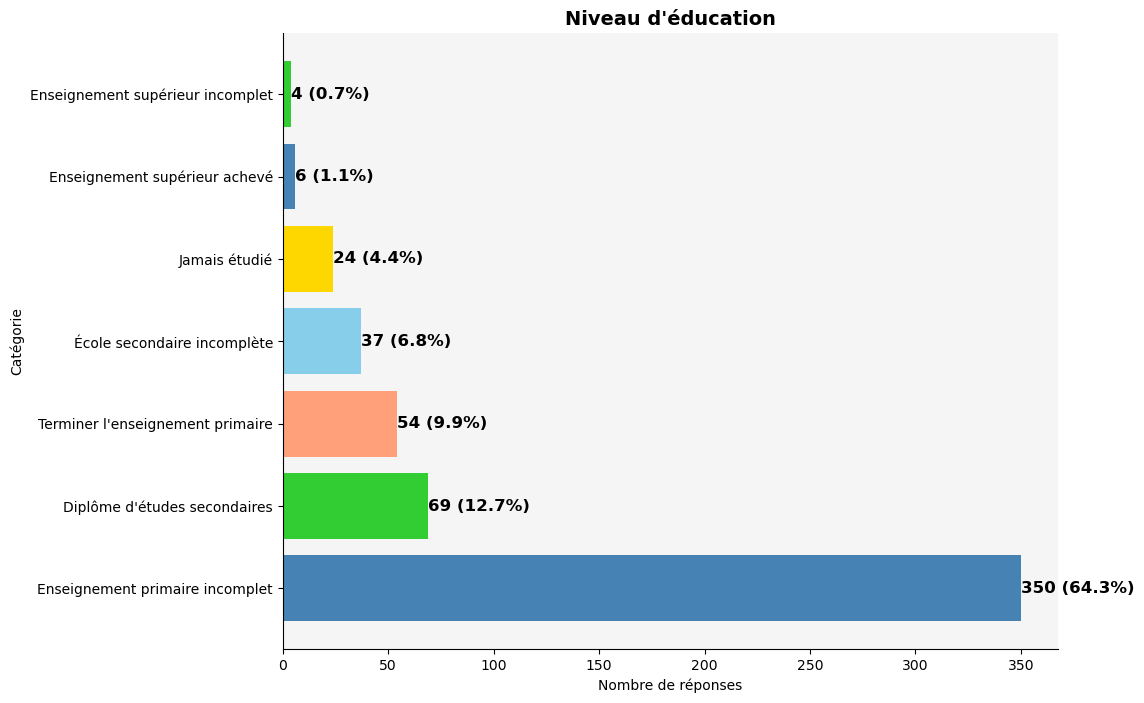 Niveau d'éducation
Enseignement supérieur incomplet 4 (0.7%)
Enseignement supérieur achevé 6 (1.1%)
Jamais étudié 24 (4.4%)
École secondaire incomplète 37 (6.8%)
Terminer l'enseignement primaire 54 (9.9%)
Diplôme d'études secondaires 69 (12.7%)
Enseignement primaire incomplet 350 (64.3%)
Catégorie
0 50 100 150 200 250 300 350
Nombre de réponses